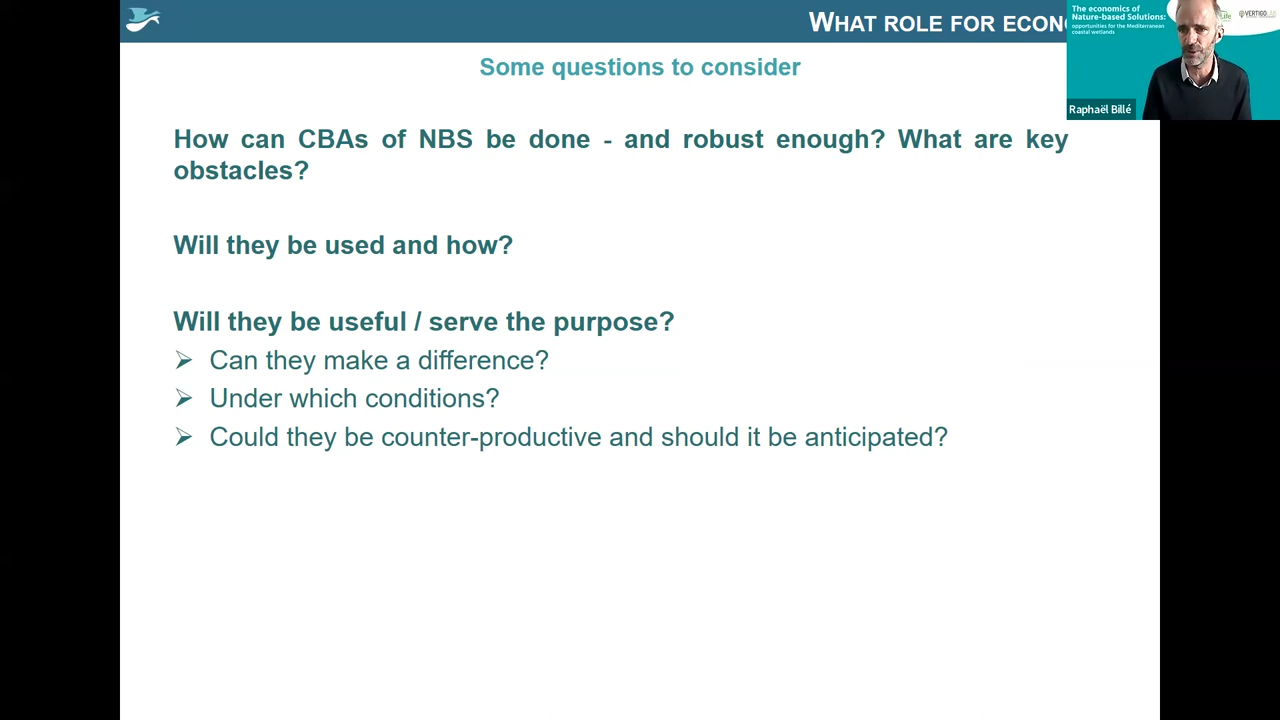 WHAT ROLE FOR ECON
Some questions to consider
How can CBAs of NBS be done - and robust enough? What are key
obstacles?
Will they be used and how?
Will they be useful / serve the purpose?
Can they make a difference?
Under which conditions?
Could they be counter-productive and should it be anticipated?
The economics of
Nature-based Solutions:
opportunities for the Mediterranean
coastal wetlands
Life
VERTIGO
Raphaël Billé